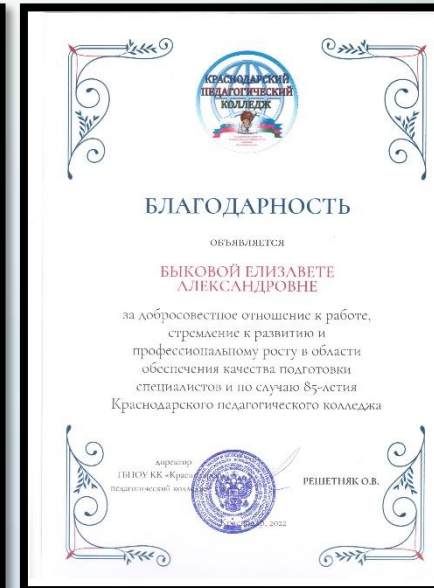 КРАСНОДАРСКИЙ
ПЕДАГОГИЧЕСКИЙ
КОЛЛЕДЖ
БЛАГОДАРНОСТЬ
ОБЪЯВЛЯЕТСЯ
БЫКОВОЙ ЕЛИЗАВЕТЕ
АЛЕКСАНДРОВНЕ
за добросовестное отношение к работе,
стремление к развитию и
профессиональному росту в области
обеспечения качества подготовки
специалистов и по случаю 85-летия
Краснодарского педагогического колледжа
директор
ГБПОУ КК «Краснодарский
педагогический колледж»
РЕШЕТНЯК О.В.
Краснодар, 2022